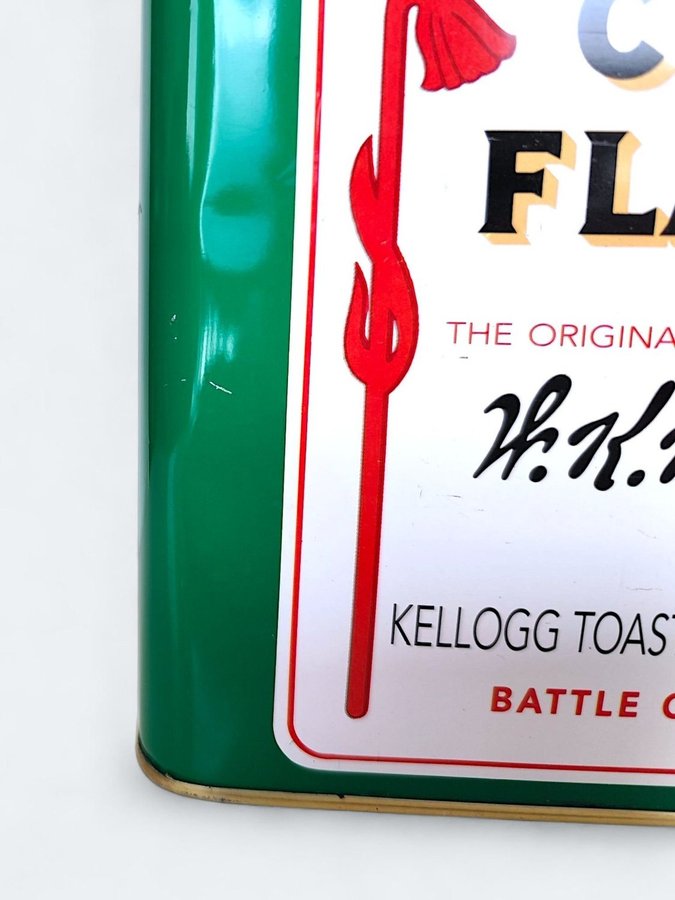 C
FLA
THE ORIGINA
W.K.
KELLOGG TOAST
BATTLE C